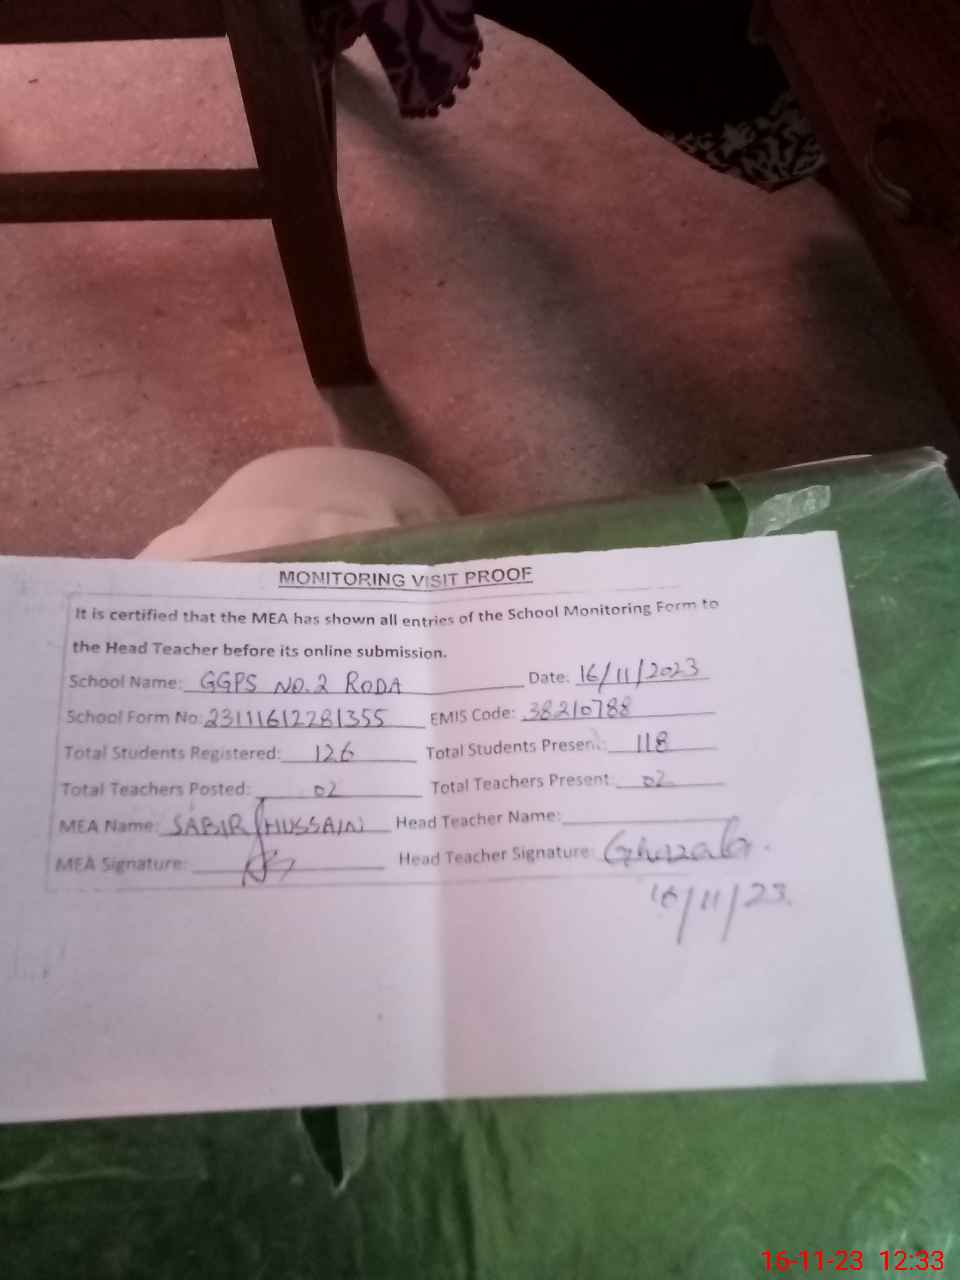 MONITORING VISIT PROOF
It is certified that the MEA has shown all entries of the School Monitoring Form to
the Head Teacher before its online submission.
School Name: GGPS NO.2 RODA Date: 16/11/2023
School Form No: 23111612281355 EMIS Code: 38210788
Total Students Registered: 126 Total Students Present: 118
Total Teachers Posted: 02 Total Teachers Present: 02
MEA Name: SABIR HUSSAIN Head Teacher Name:
MEA Signature: Head Teacher Signature: Ghazala
16/11/23.
16-11-23 12:33